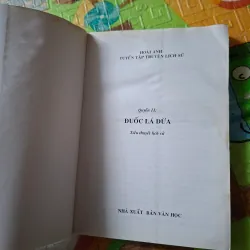 HOÀI ANH
TUYỂN TẬP TRUYỆN LỊCH SỬ
Quyển II:
ĐUỐC LÁ DỪA
Tiểu thuyết lịch sử
NHÀ XUẤT BẢN VĂN HỌC